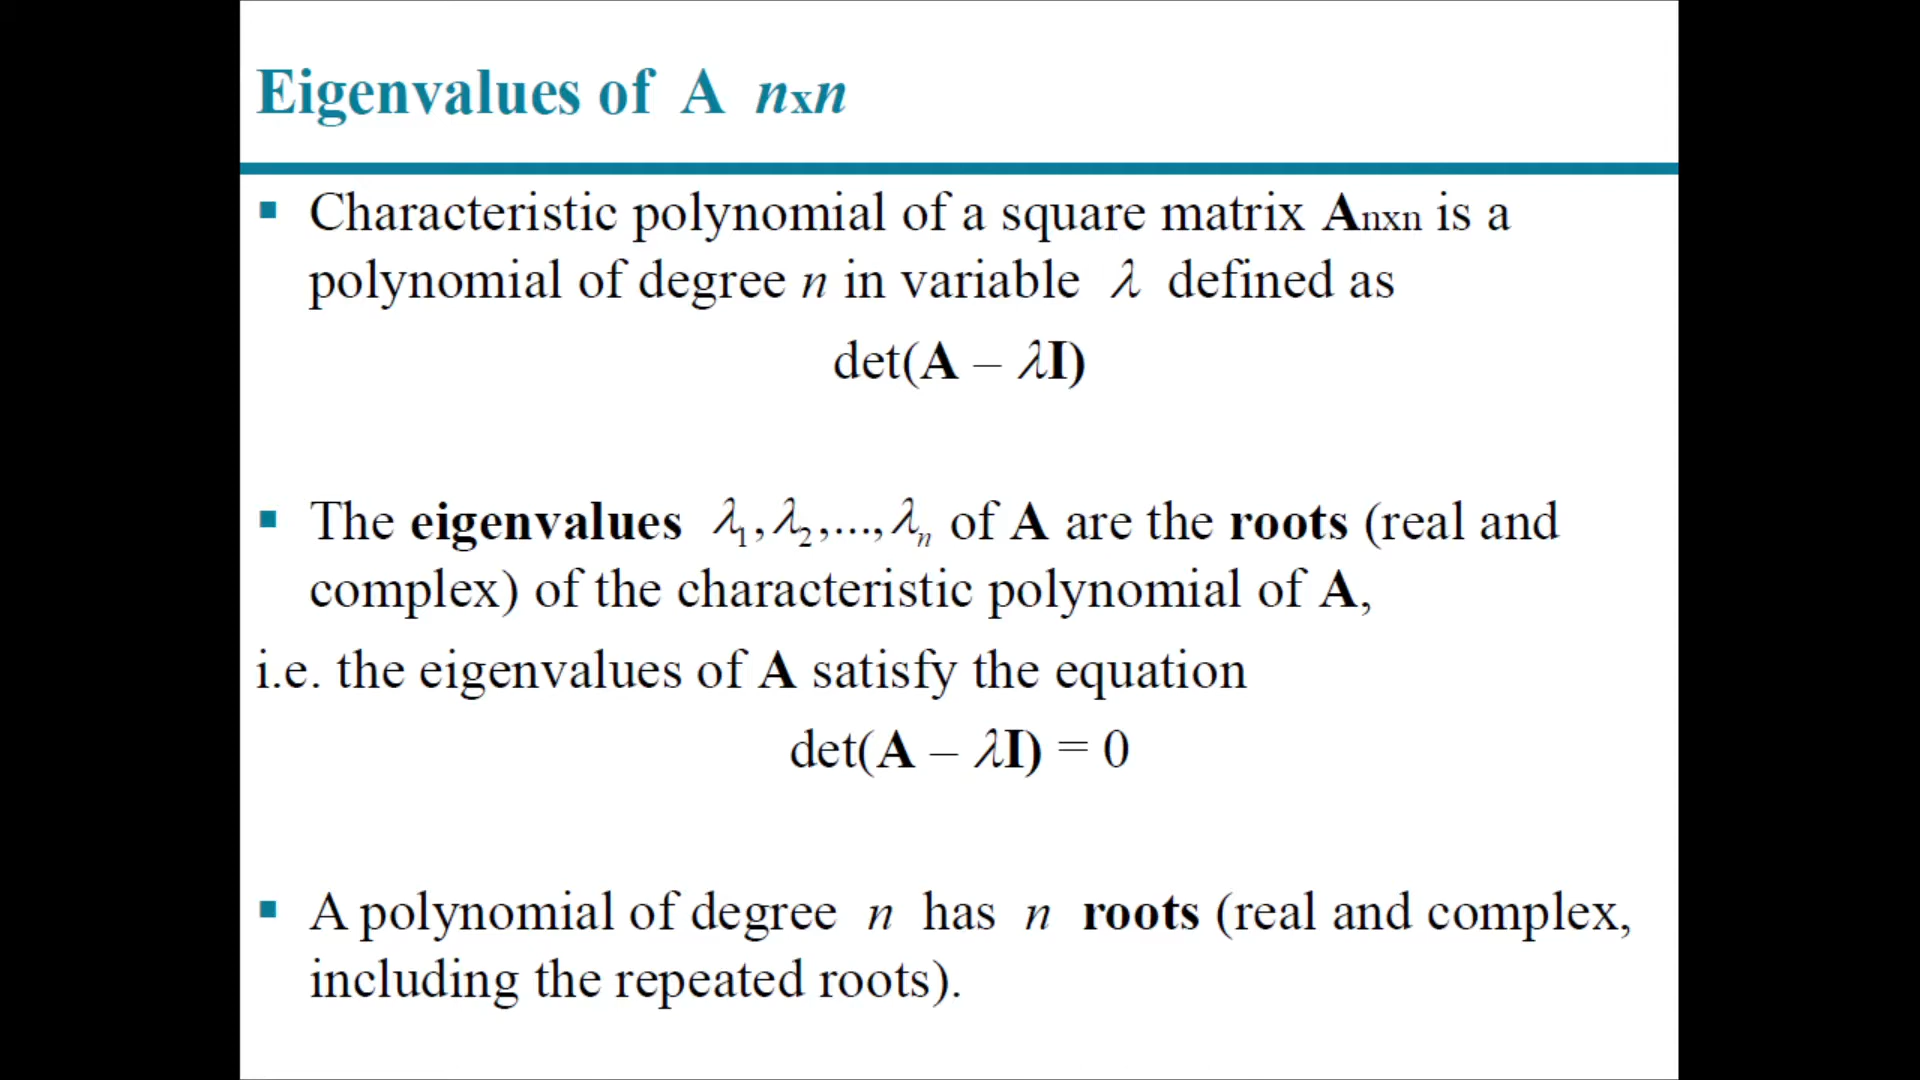 Eigenvalues of A nxn
▪ Characteristic polynomial of a square matrix Anxn is a
polynomial of degree n in variable λ defined as
det(A – λI)
▪ The eigenvalues λ₁,λ₂,...,λₙ of A are the roots (real and
complex) of the characteristic polynomial of A,
i.e. the eigenvalues of A satisfy the equation
det(A – λI) = 0
▪ A polynomial of degree n has n roots (real and complex,
including the repeated roots).